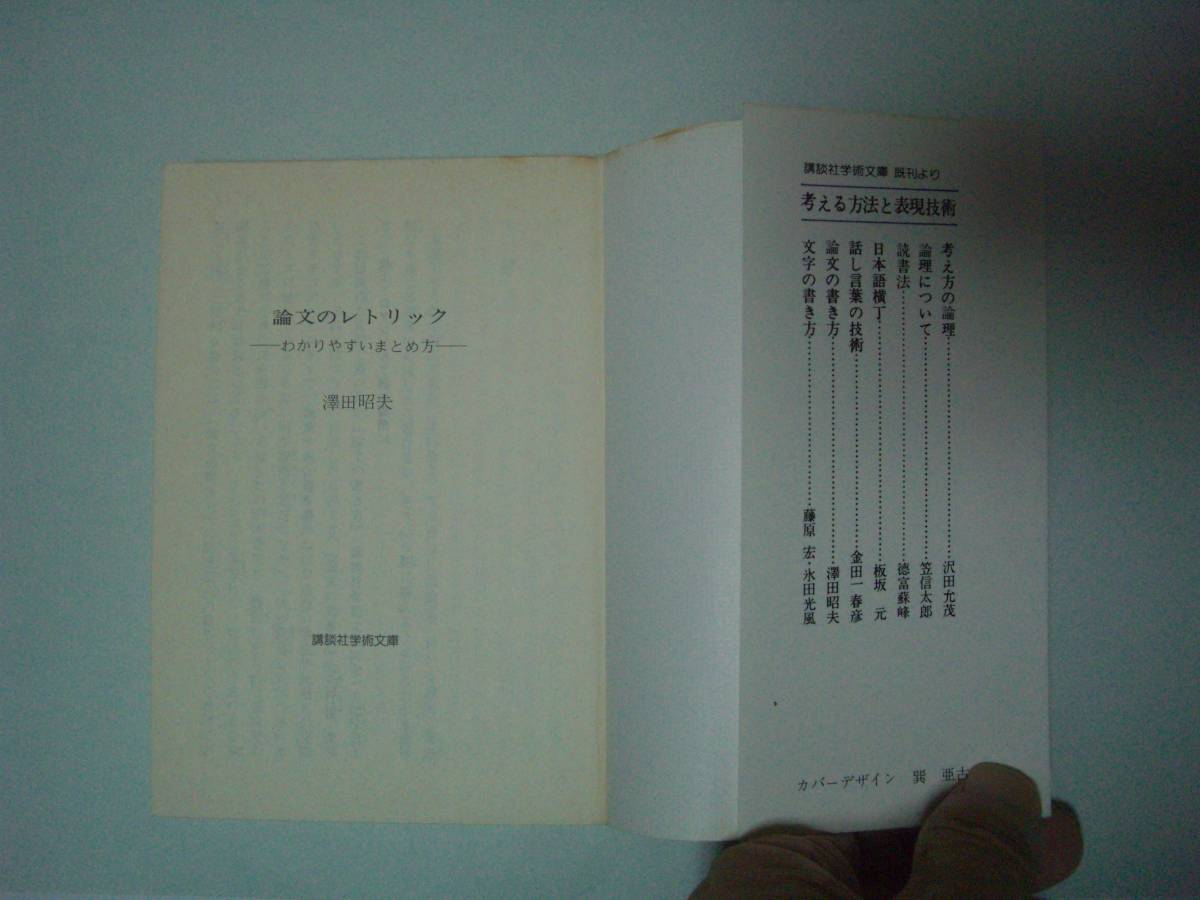 論文のレトリック
――わかりやすいまとめ方――
澤田昭夫
講談社学術文庫
講談社学術文庫 既刊より
考える方法と表現技術
考え方の論理……………沢田允茂
論理について……………笠信太郎
読書法……………徳富蘇峰
日本語横丁……………板坂 元
話し言葉の技術……………金田一春彦
論文の書き方……………澤田昭夫
文字の書き方……………藤原 宏・氷田光風
カバーデザイン 巽 亜古